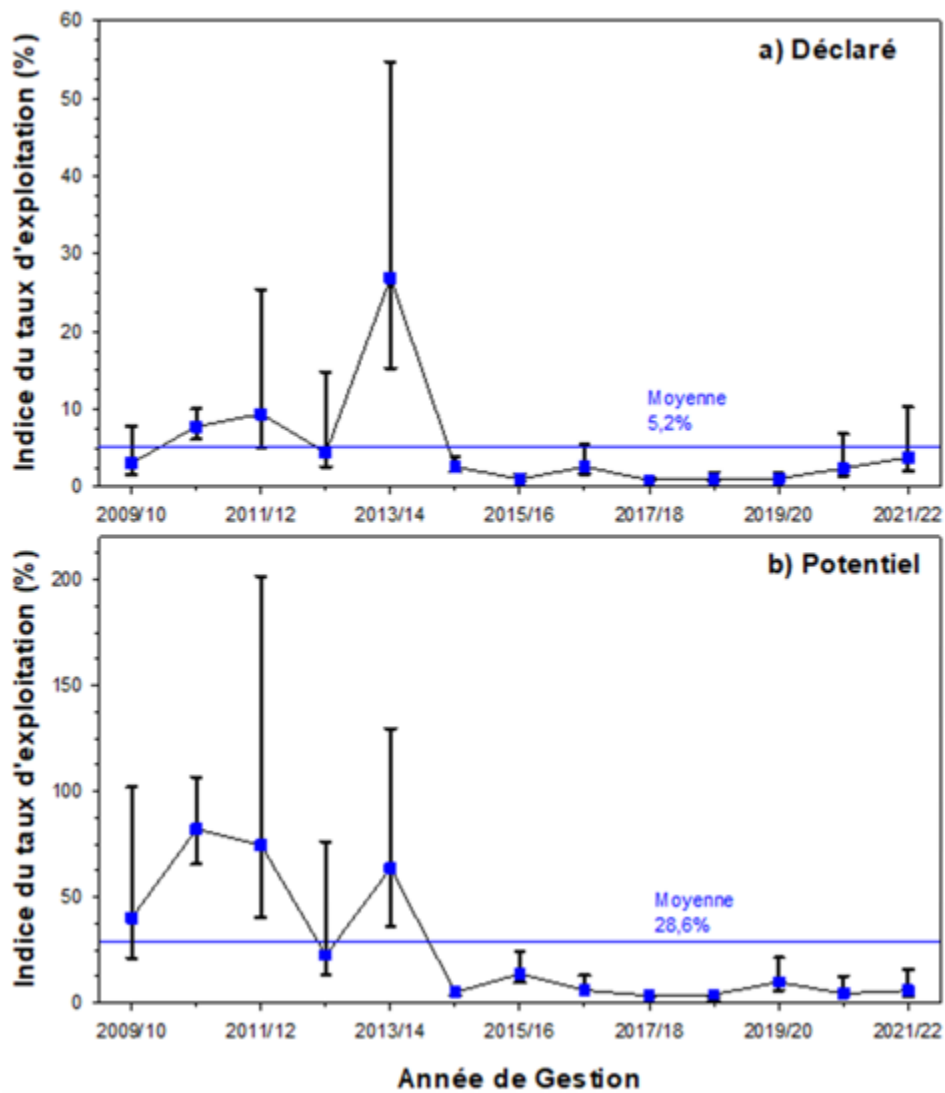 a) Déclaré
Indice du taux d'exploitation (%)
60
50
40
30
20
10
0
Moyenne
5,2%
2009/10 2011/12 2013/14 2015/16 2017/18 2019/20 2021/22
b) Potentiel
Indice du taux d'exploitation (%)
200
150
100
50
0
Moyenne
28,6%
2009/10 2011/12 2013/14 2015/16 2017/18 2019/20 2021/22
Année de Gestion